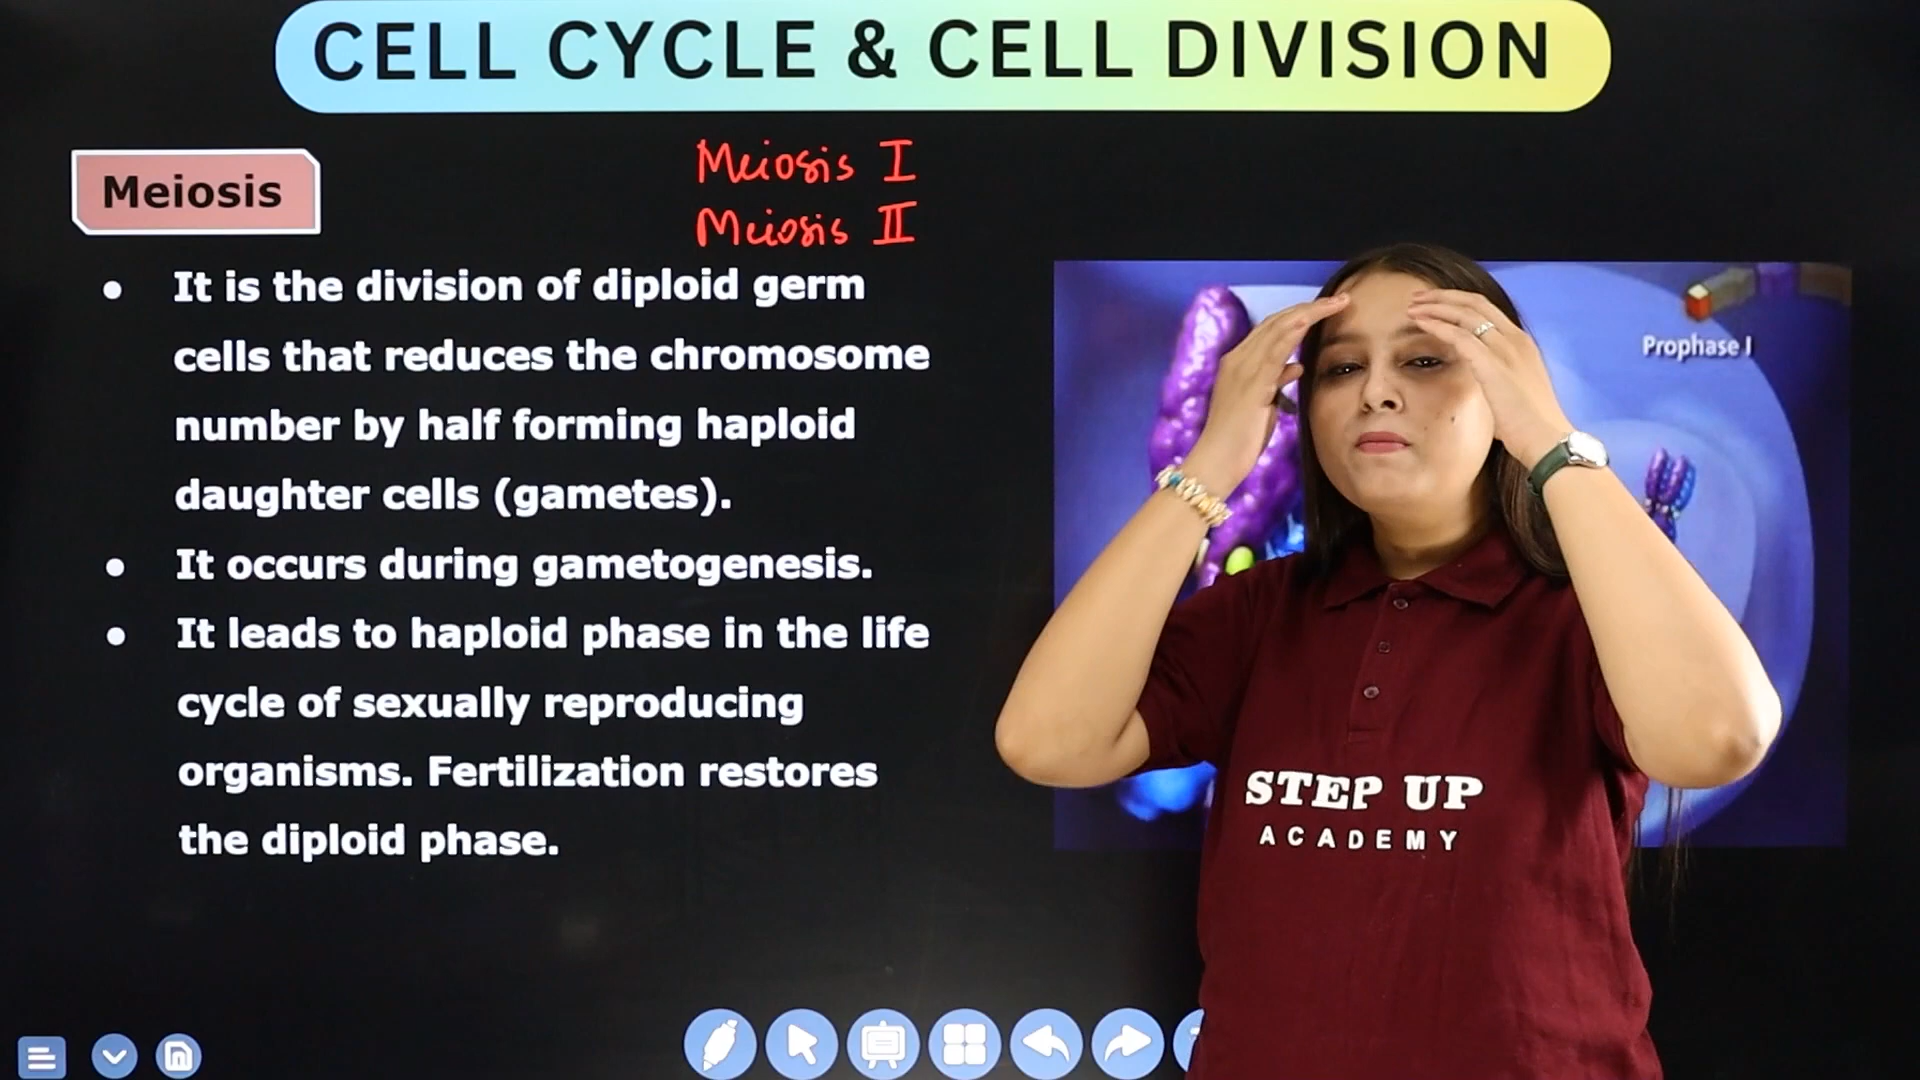 CELL CYCLE & CELL DIVISION
Meiosis
Meiosis I
Meiosis II
• It is the division of diploid germ
cells that reduces the chromosome
number by half forming haploid
daughter cells (gametes).
• It occurs during gametogenesis.
• It leads to haploid phase in the life
cycle of sexually reproducing
organisms. Fertilization restores
the diploid phase.
Prophase I
STEP UP
ACADEMY